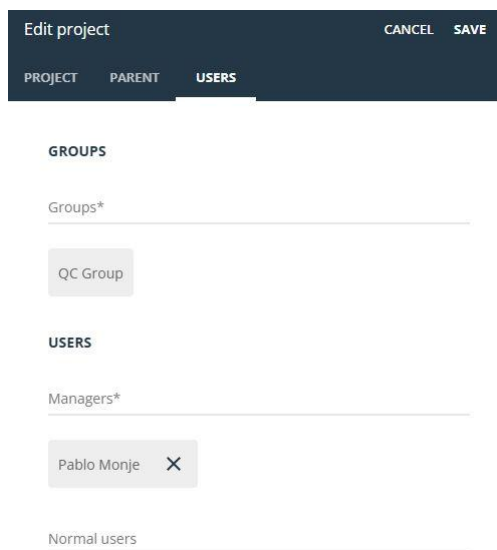 Edit project CANCEL SAVE
PROJECT PARENT USERS
GROUPS
Groups*
QC Group
USERS
Managers*
Pablo Monje
Normal users